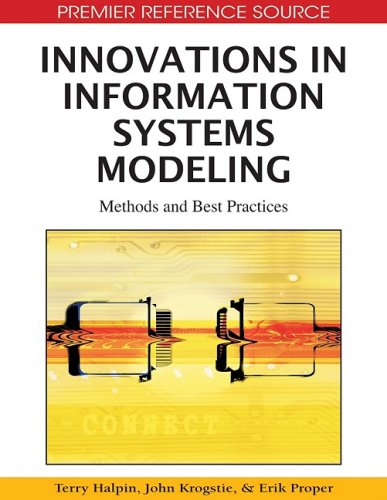 PREMIER REFERENCE SOURCE
INNOVATIONS IN
INFORMATION
SYSTEMS
MODELING
Methods and Best Practices
CONNECT
Terry Halpin, John Krogstie, & Erik Proper